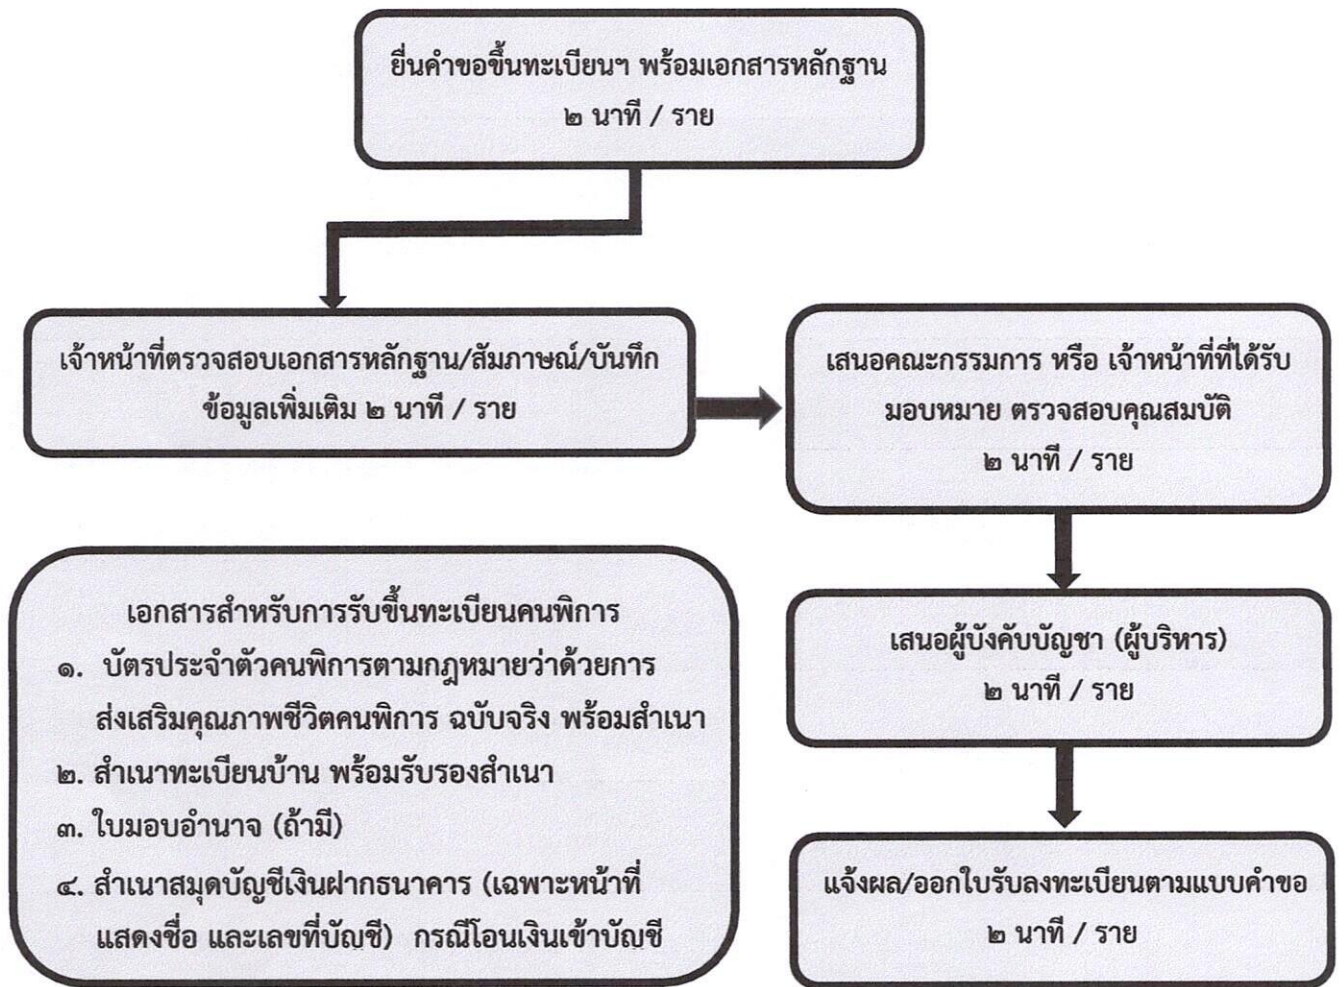 ยื่นคำขอขึ้นทะเบียนฯ พร้อมเอกสารหลักฐาน
๒ นาที / ราย
เจ้าหน้าที่ตรวจสอบเอกสารหลักฐาน/สัมภาษณ์/บันทึก
ข้อมูลเพิ่มเติม ๒ นาที / ราย
เสนอคณะกรรมการ หรือ เจ้าหน้าที่ที่ได้รับ
มอบหมาย ตรวจสอบคุณสมบัติ
๒ นาที / ราย
เสนอผู้บังคับบัญชา (ผู้บริหาร)
๒ นาที / ราย
แจ้งผล/ออกใบรับลงทะเบียนตามแบบคำขอ
๒ นาที / ราย
เอกสารสำหรับการรับขึ้นทะเบียนคนพิการ
๑. บัตรประจำตัวคนพิการตามกฎหมายว่าด้วยการ
ส่งเสริมคุณภาพชีวิตคนพิการ ฉบับจริง พร้อมสำเนา
๒. สำเนาทะเบียนบ้าน พร้อมรับรองสำเนา
๓. ใบมอบอำนาจ (ถ้ามี)
๔. สำเนาสมุดบัญชีเงินฝากธนาคาร (เฉพาะหน้าที่
แสดงชื่อ และเลขที่บัญชี) กรณีโอนเงินเข้าบัญชี